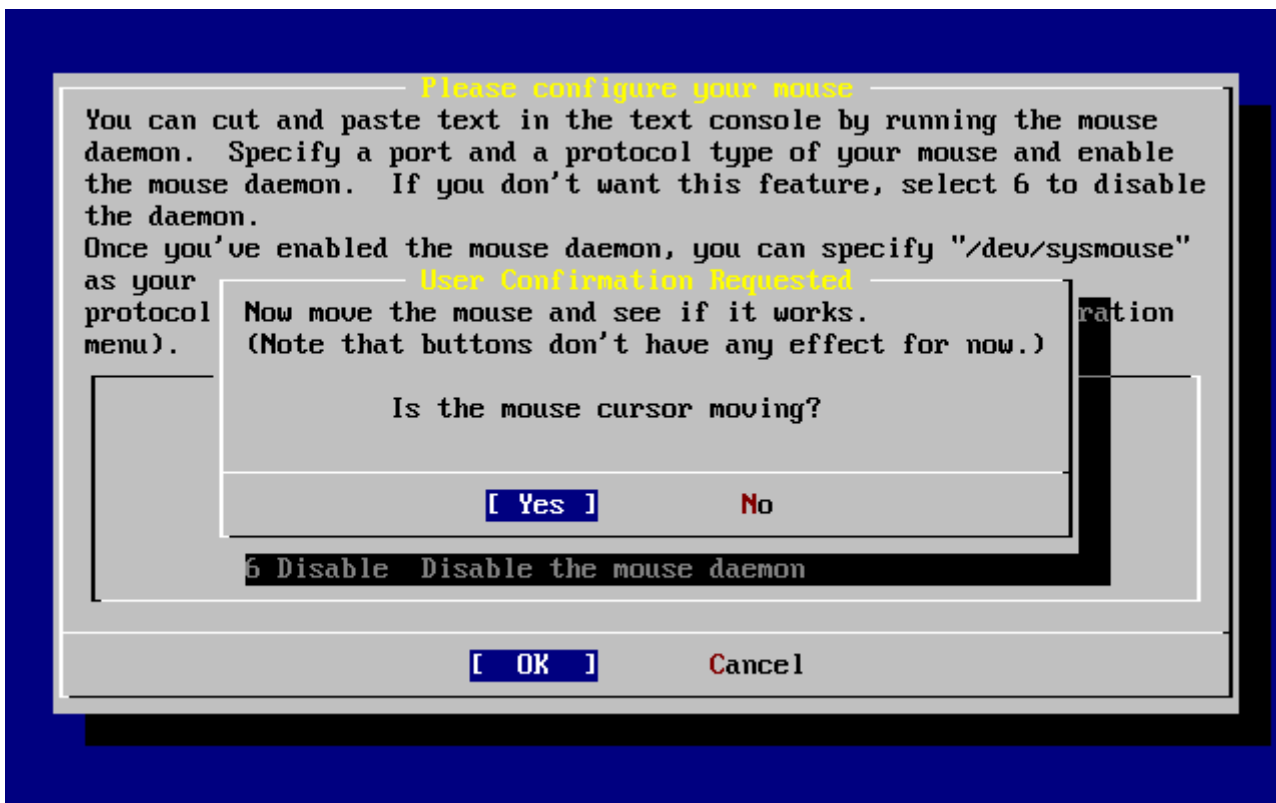 Please configure your mouse
You can cut and paste text in the text console by running the mouse
daemon.  Specify a port and a protocol type of your mouse and enable
the mouse daemon.  If you don't want this feature, select 6 to disable
the daemon.
Once you've enabled the mouse daemon, you can specify "/dev/sysmouse"
as your
protocol ration
menu).
User Confirmation Requested
Now move the mouse and see if it works.
(Note that buttons don't have any effect for now.)
Is the mouse cursor moving?
[ Yes ] No
6 Disable  Disable the mouse daemon
[ OK ] Cancel